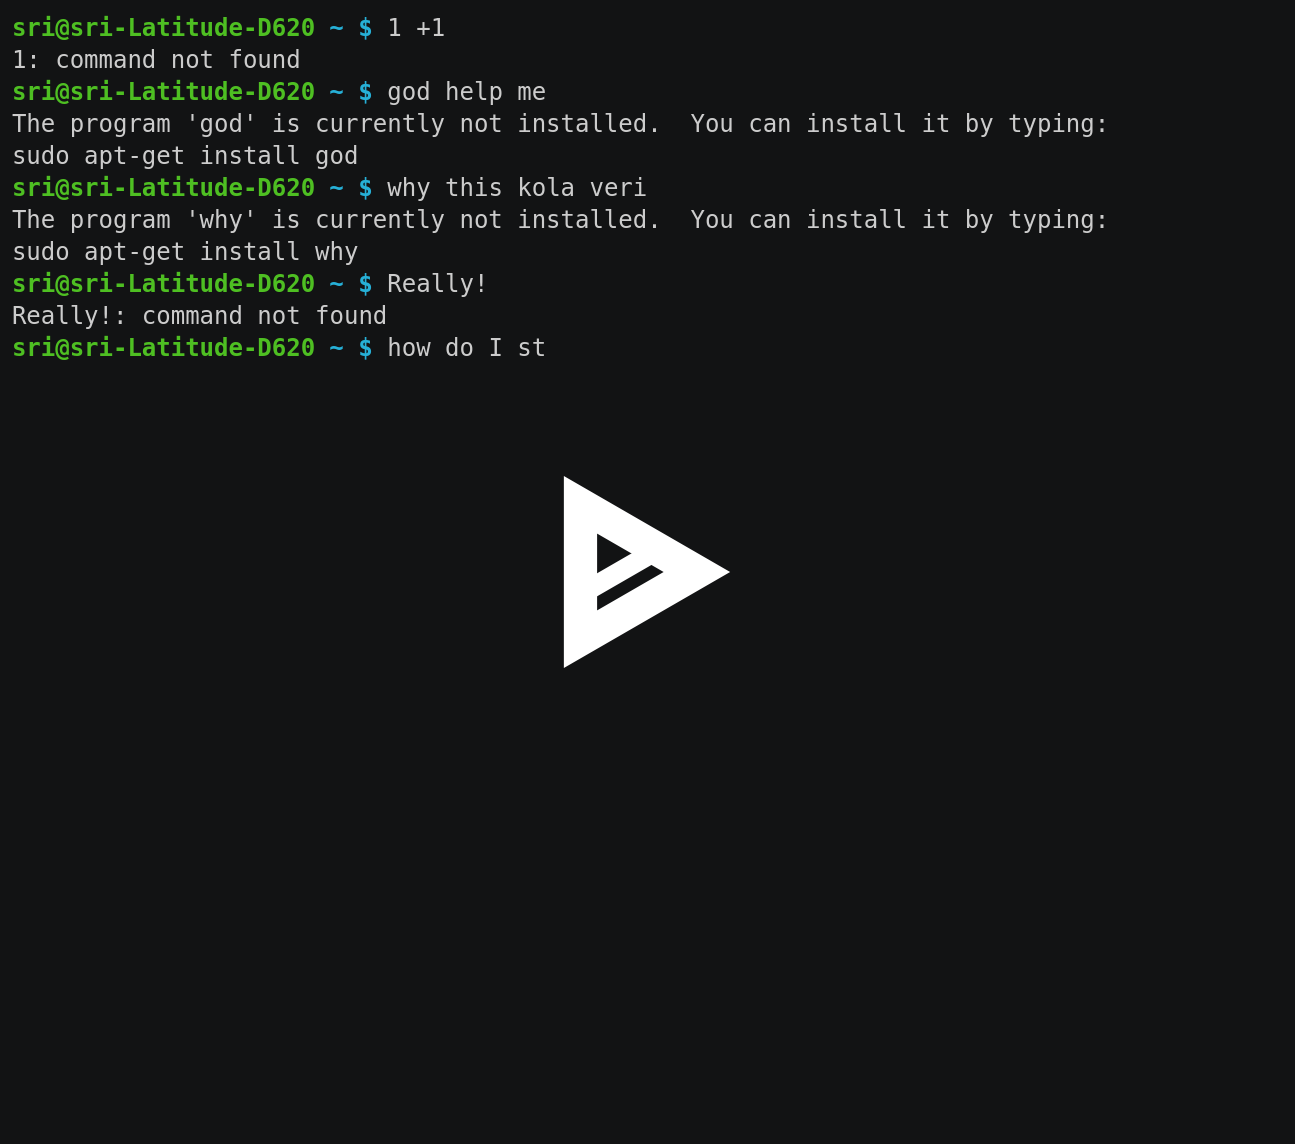 sri@sri-Latitude-D620 ~ $ 1 +1
1: command not found
sri@sri-Latitude-D620 ~ $ god help me
The program 'god' is currently not installed.  You can install it by typing:
sudo apt-get install god
sri@sri-Latitude-D620 ~ $ why this kola veri
The program 'why' is currently not installed.  You can install it by typing:
sudo apt-get install why
sri@sri-Latitude-D620 ~ $ Really!
Really!: command not found
sri@sri-Latitude-D620 ~ $ how do I st